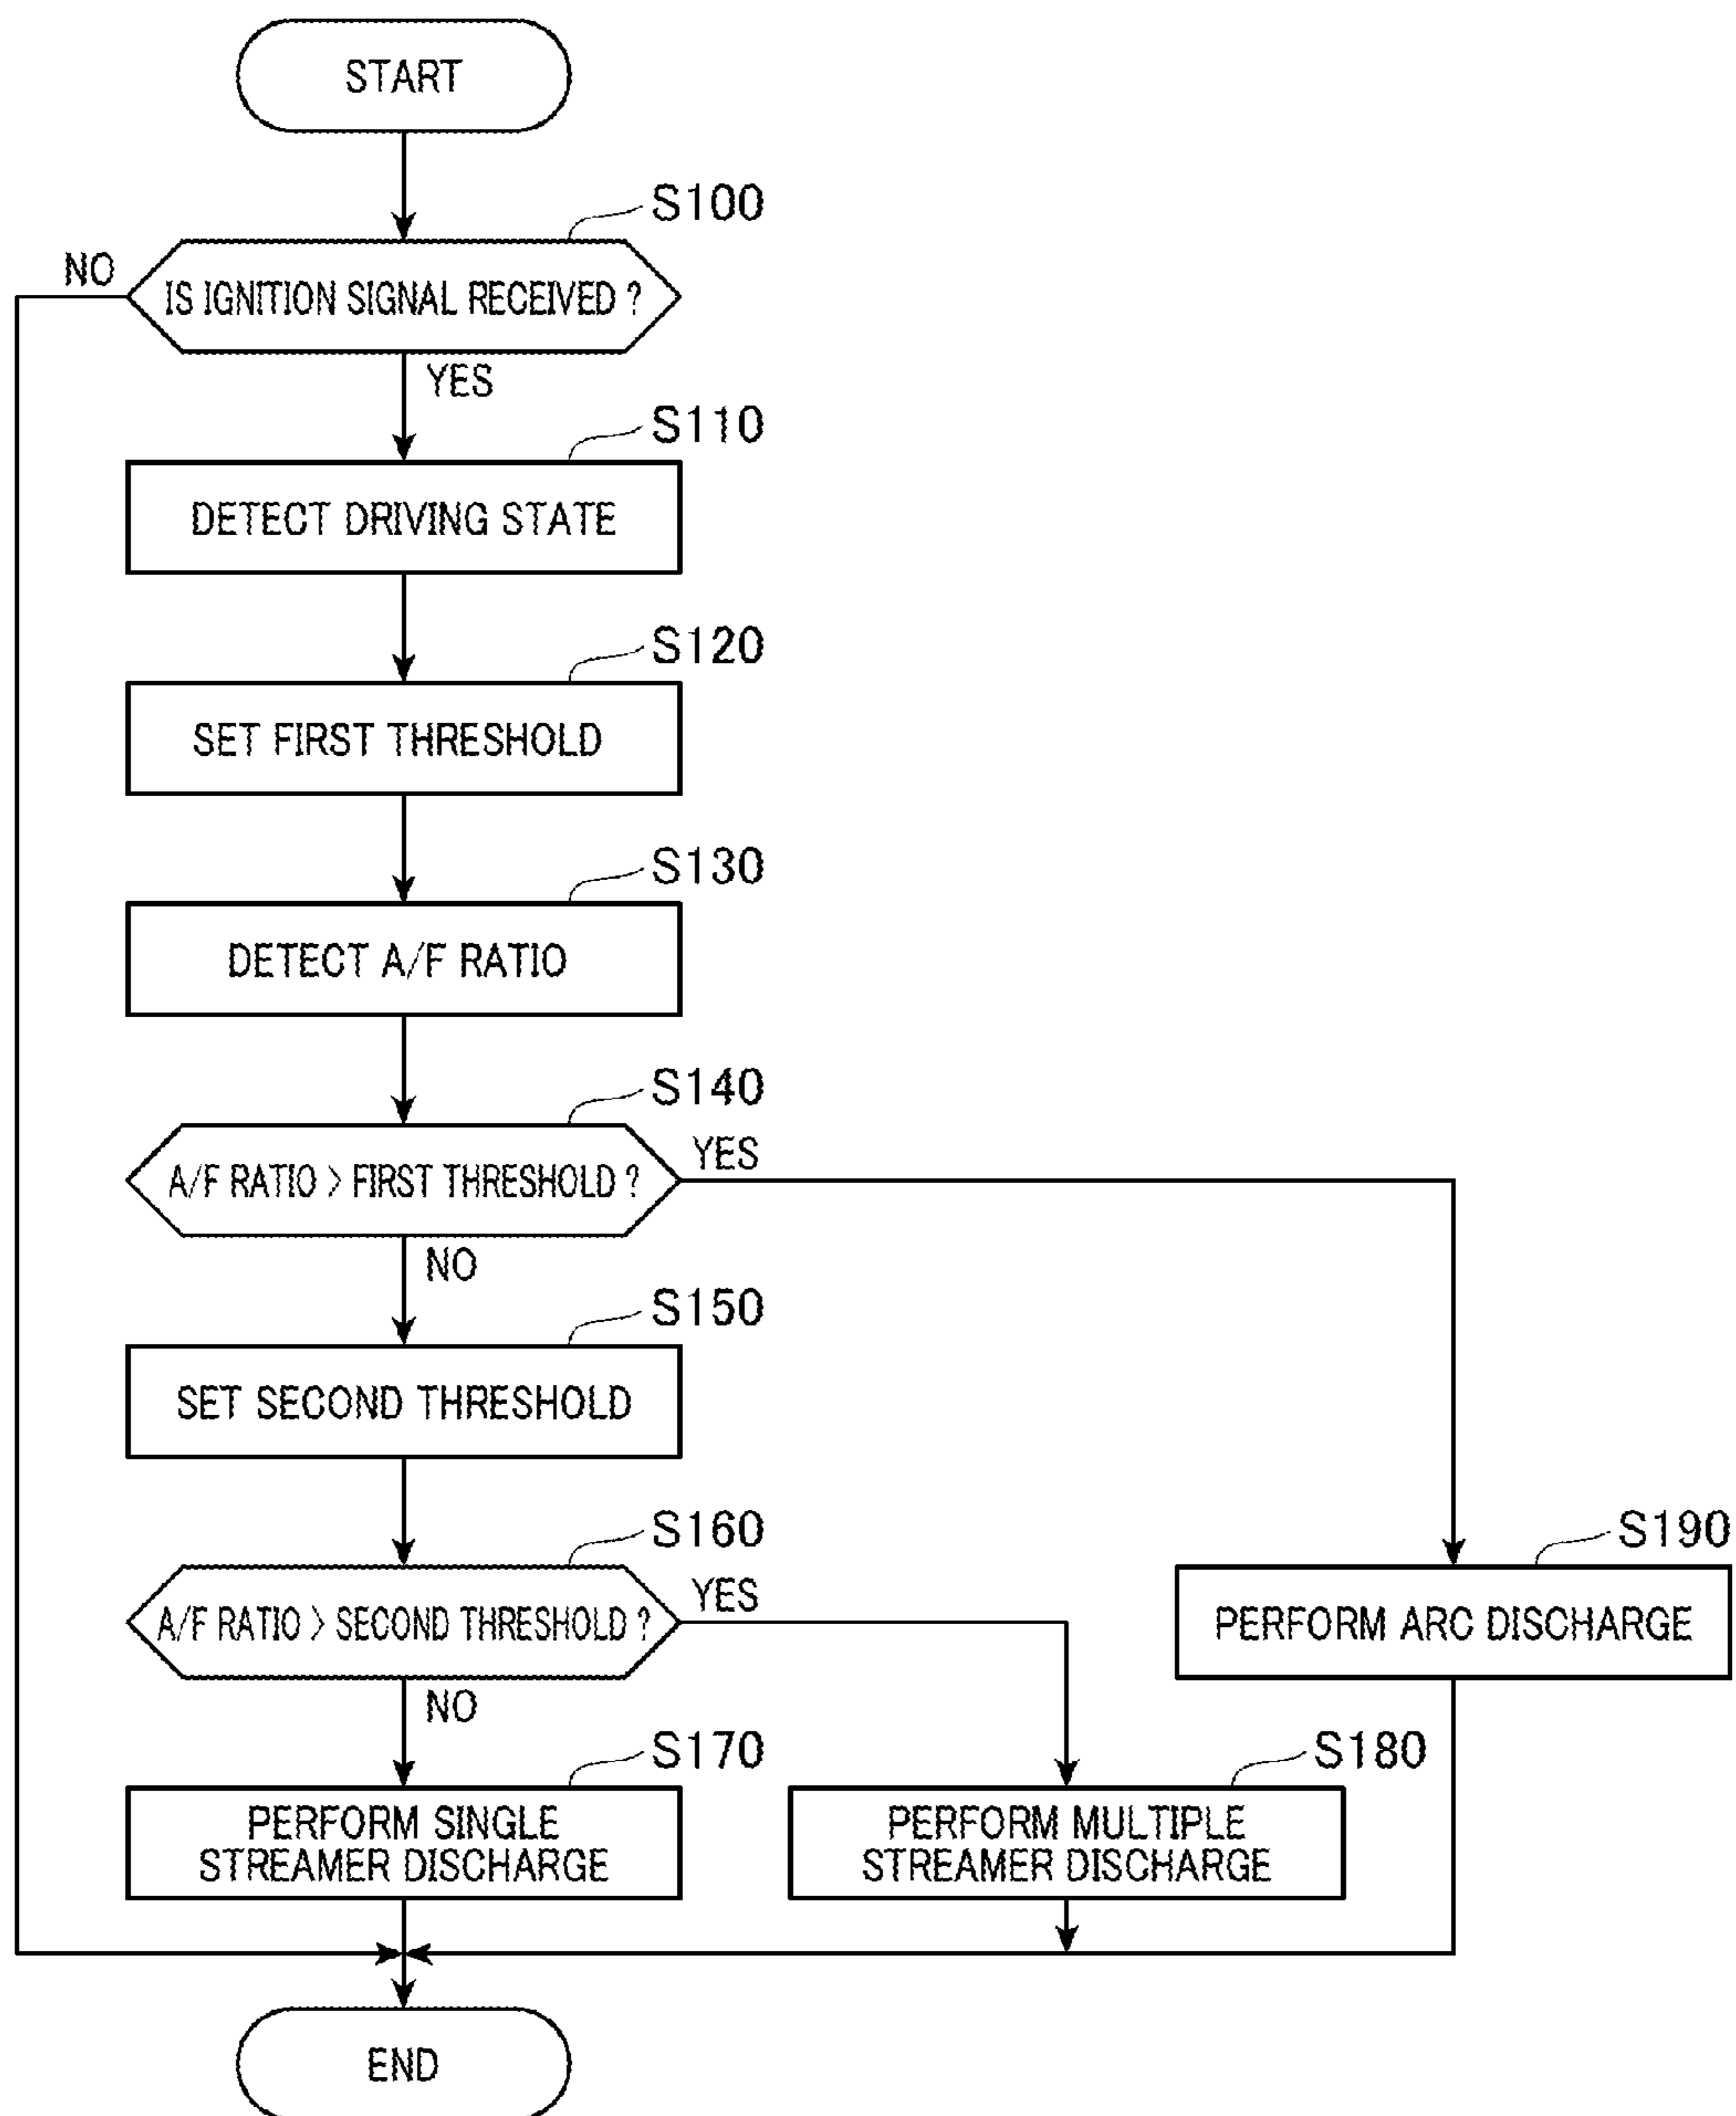 START
S100
NO
IS IGNITION SIGNAL RECEIVED ?
YES
S110
DETECT DRIVING STATE
S120
SET FIRST THRESHOLD
S130
DETECT A/F RATIO
S140
A/F RATIO > FIRST THRESHOLD ?
YES
NO
S150
SET SECOND THRESHOLD
S160
A/F RATIO > SECOND THRESHOLD ?
YES
S190
PERFORM ARC DISCHARGE
NO
S170
PERFORM SINGLE
STREAMER DISCHARGE
S180
PERFORM MULTIPLE
STREAMER DISCHARGE
END